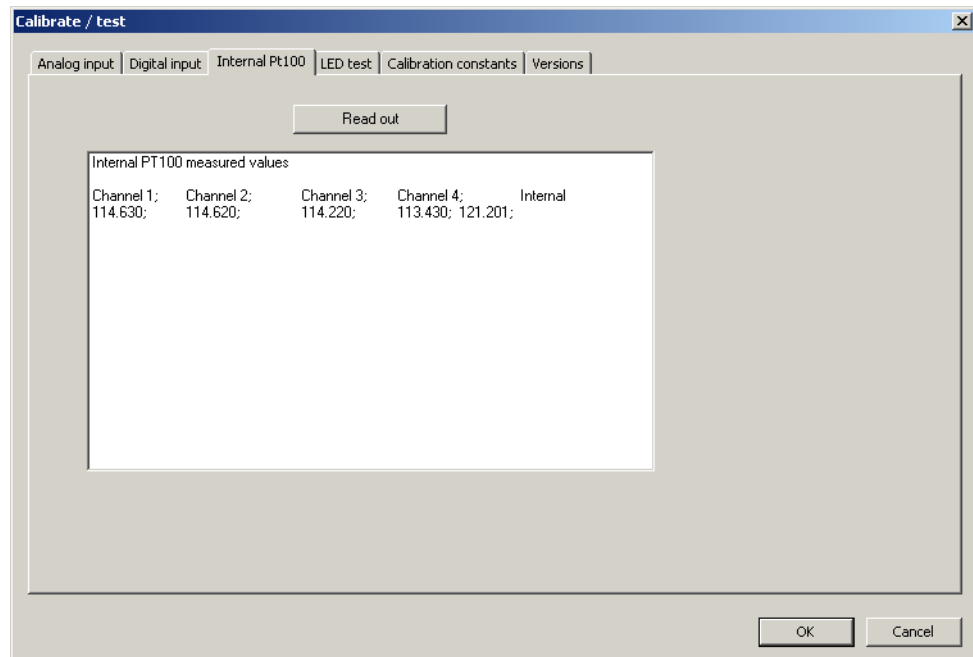 Calibrate / test
Analog input Digital input Internal Pt100 LED test Calibration constants Versions
Read out
Internal PT100 measured values
Channel 1; Channel 2; Channel 3; Channel 4; Internal
114.630; 114.620; 114.220; 113.430; 121.201;
OK Cancel